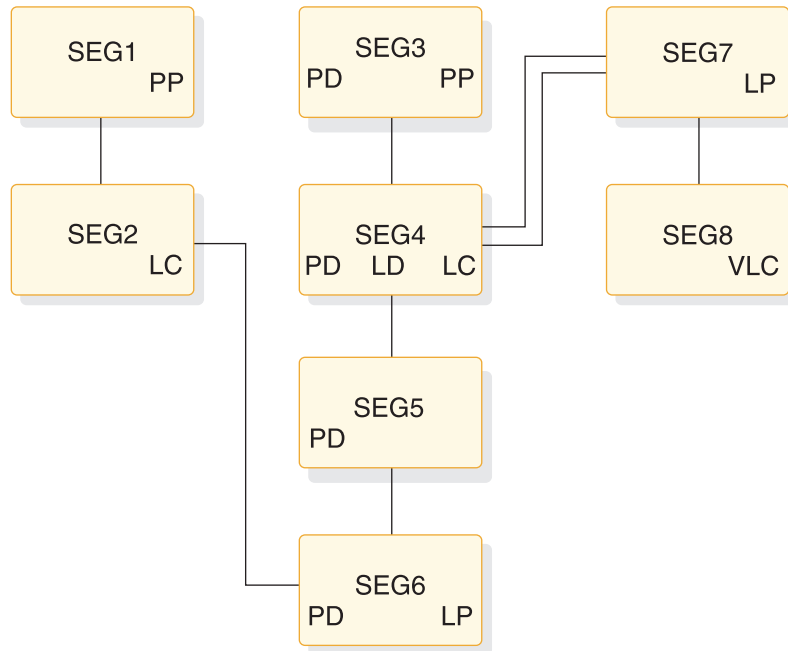 SEG1
PP
SEG2
LC
SEG3
PD PP
SEG4
PD LD LC
SEG5
PD
SEG6
PD LP
SEG7
LP
SEG8
VLC